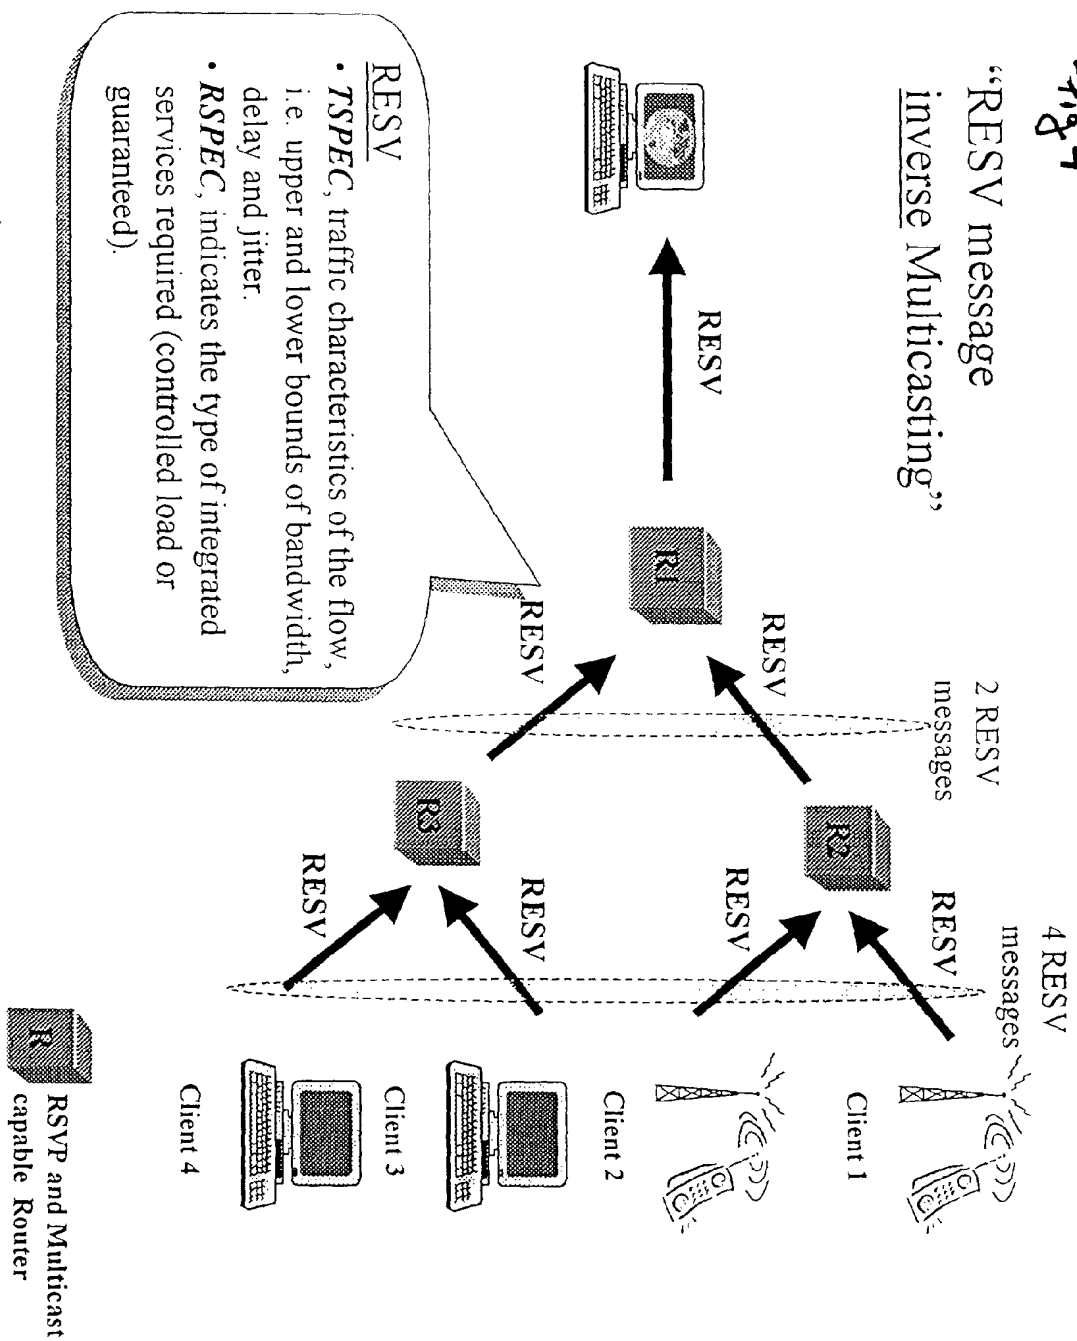 Fig 7
“RESV message
inverse Multicasting”
4 RESV
messages
2 RESV
messages
RESV
RESV
RESV
RESV
RESV
RESV
RESV
R1
R2
R3
Client 1
Client 2
Client 3
Client 4
RESV
• TSPEC, traffic characteristics of the flow,
i.e. upper and lower bounds of bandwidth,
delay and jitter.
• RSPEC, indicates the type of integrated
services required (controlled load or
guaranteed).
R
RSVP and Multicast
capable Router